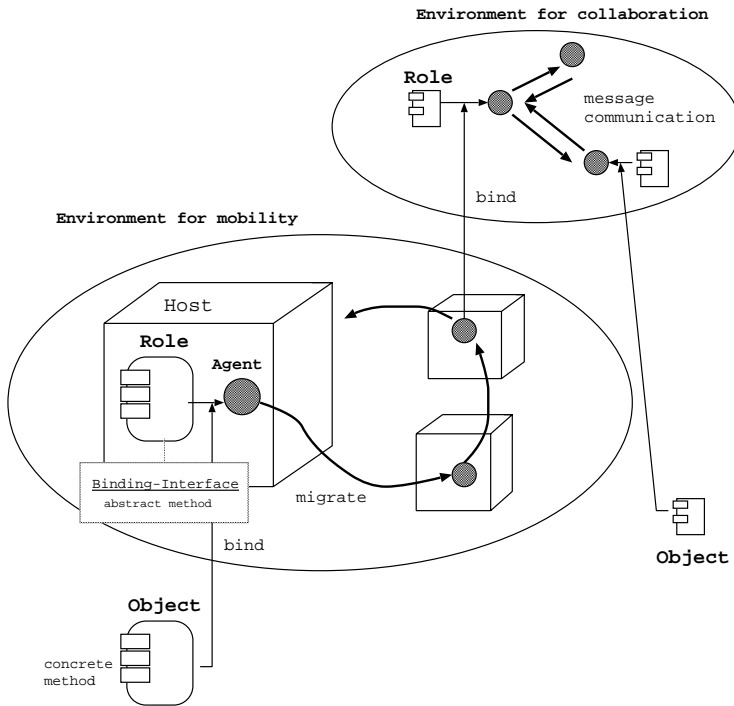 Environment for collaboration
Role
message
communication
bind
Environment for mobility
Host
Role
Agent
Binding-Interface
abstract method
migrate
bind
Object
Object
concrete
method